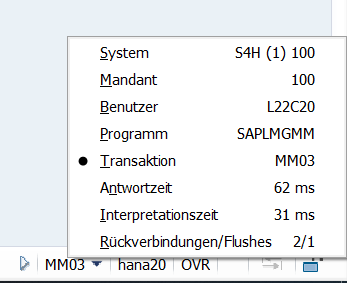 System S4H (1) 100
Mandant 100
Benutzer L22C20
Programm SAPLMGMM
Transaktion MM03
Antwortzeit 62 ms
Interpretationszeit 31 ms
Rückverbindungen/Flushes 2/1
MM03 hana20 OVR